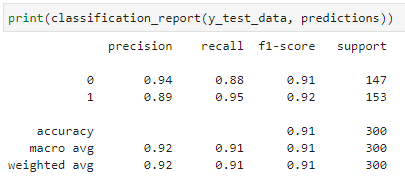 print(classification_report(y_test_data, predictions))
precision recall f1-score support
0 0.94 0.88 0.91 147
1 0.89 0.95 0.92 153
accuracy 0.91 300
macro avg 0.92 0.91 0.91 300
weighted avg 0.92 0.91 0.91 300